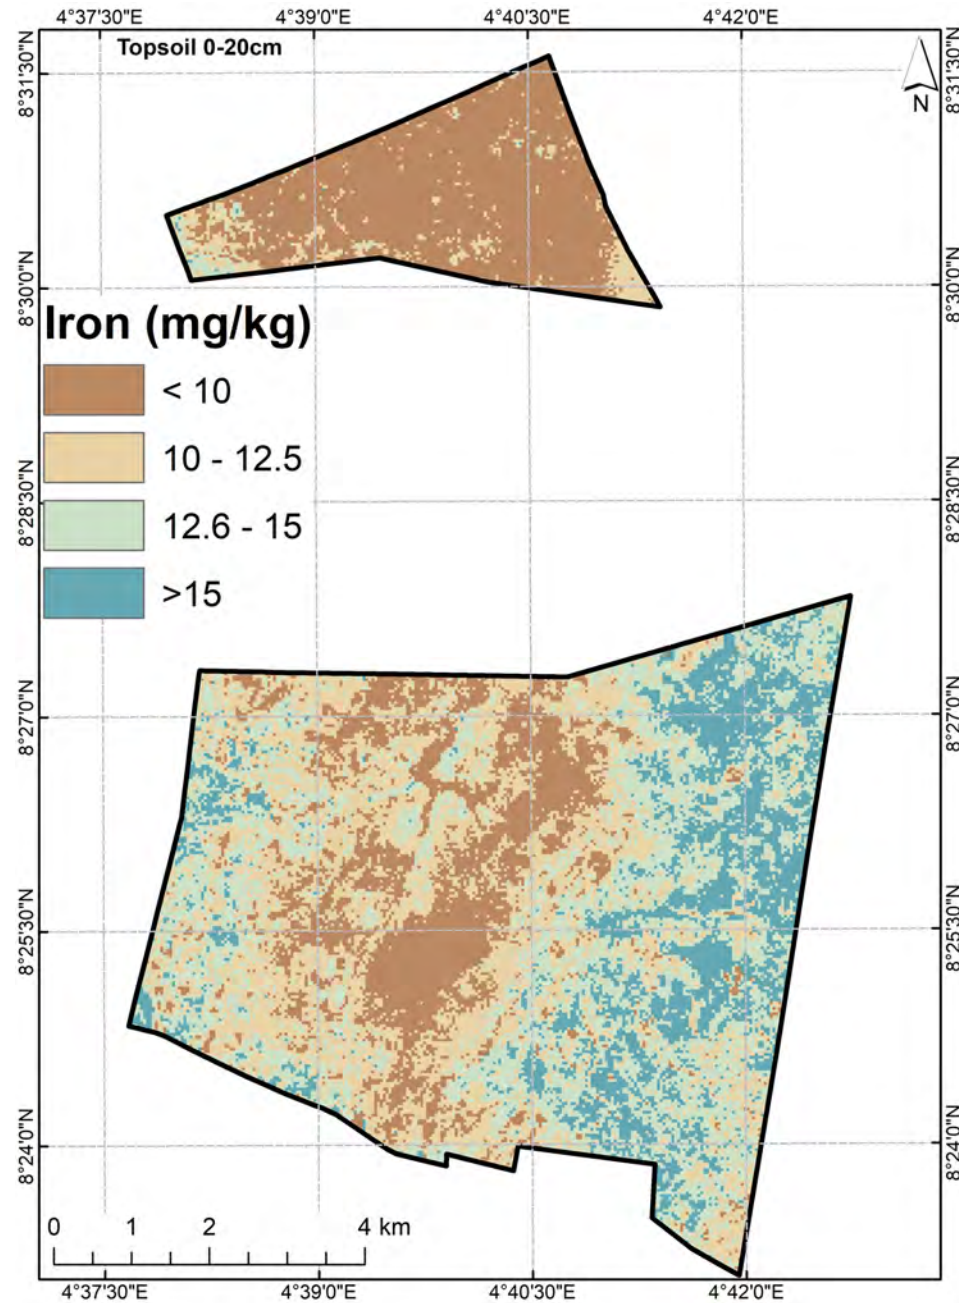 4°37'30"E 4°39'0"E 4°40'30"E 4°42'0"E
Topsoil 0-20cm
N
8°31'30"N 8°31'30"N
8°30'0"N 8°30'0"N
Iron (mg/kg)
< 10
10 - 12.5
12.6 - 15
>15
8°28'30"N 8°28'30"N
8°27'0"N 8°27'0"N
8°25'30"N 8°25'30"N
8°24'0"N 8°24'0"N
0 1 2 4 km
4°37'30"E 4°39'0"E 4°40'30"E 4°42'0"E